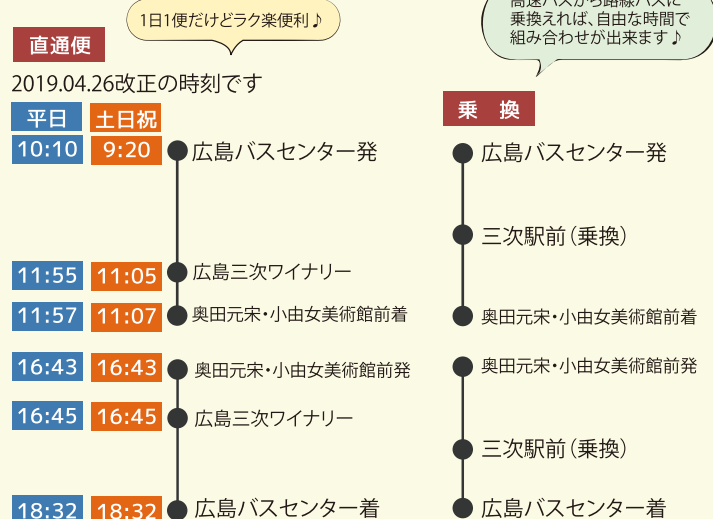 1日1便だけどラク楽便利♪
直通便
2019.04.26改正の時刻です
平日 土日祝
10:10 9:20 広島バスセンター発
11:55 11:05 広島三次ワイナリー
11:57 11:07 奥田元宋・小由女美術館前着
16:43 16:43 奥田元宋・小由女美術館前発
16:45 16:45 広島三次ワイナリー
18:32 18:32 広島バスセンター着
高速バスから路線バスに
乗換えれば、自由な時間で
組み合わせが出来ます♪
乗 換
広島バスセンター発
三次駅前（乗換）
奥田元宋・小由女美術館前着
奥田元宋・小由女美術館前発
三次駅前（乗換）
広島バスセンター着